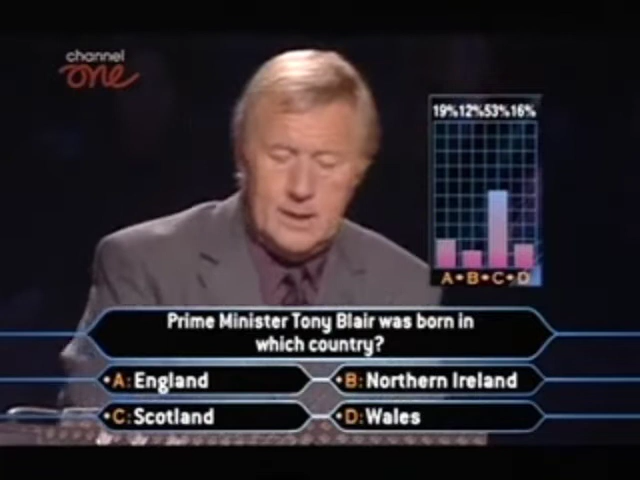 channel
one
19%12%53%16%
A•B•C•D
Prime Minister Tony Blair was born in
which country?
•A: England
•B: Northern Ireland
•C: Scotland
•D: Wales